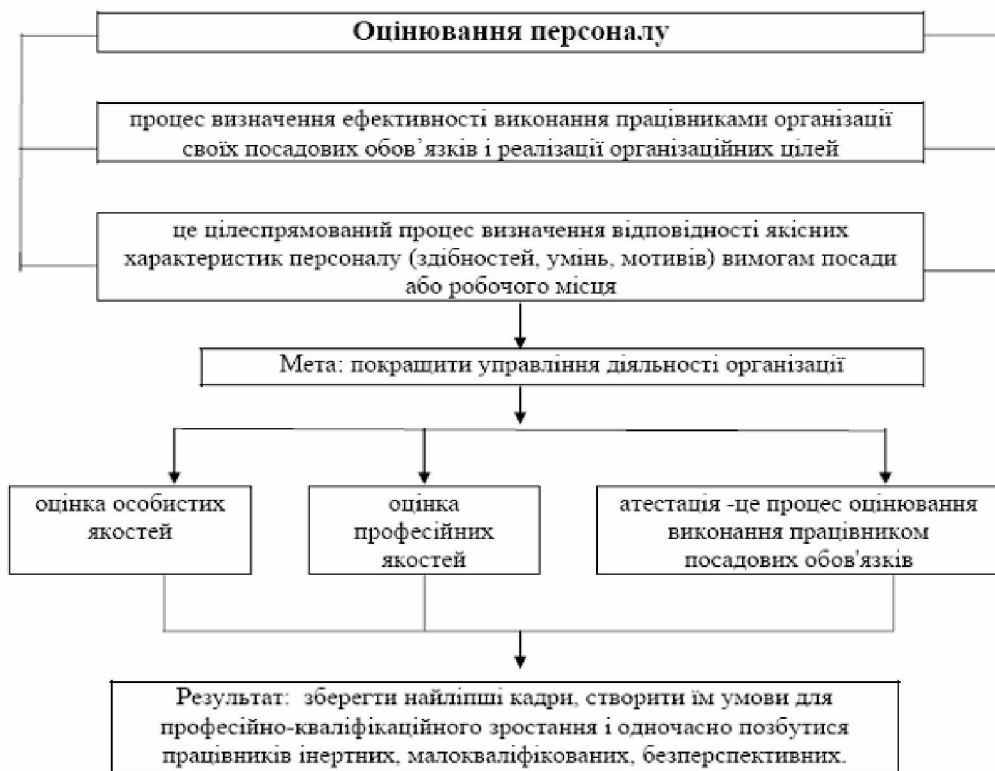 Оцінювання персоналу
процес визначення ефективності виконання працівниками організації
своїх посадових обов’язків і реалізації організаційних цілей
це цілеспрямований процес визначення відповідності якісних
характеристик персоналу (здібностей, умінь, мотивів) вимогам посади
або робочого місця
Мета: покращити управління діяльності організації
оцінка особистих
якостей
оцінка
професійних
якостей
атестація -це процес оцінювання
виконання працівником
посадових обов'язків
Результат: зберегти найліпші кадри, створити їм умови для
професійно-кваліфікаційного зростання і одночасно позбутися
працівників інертних, малокваліфікованих, безперспективних.